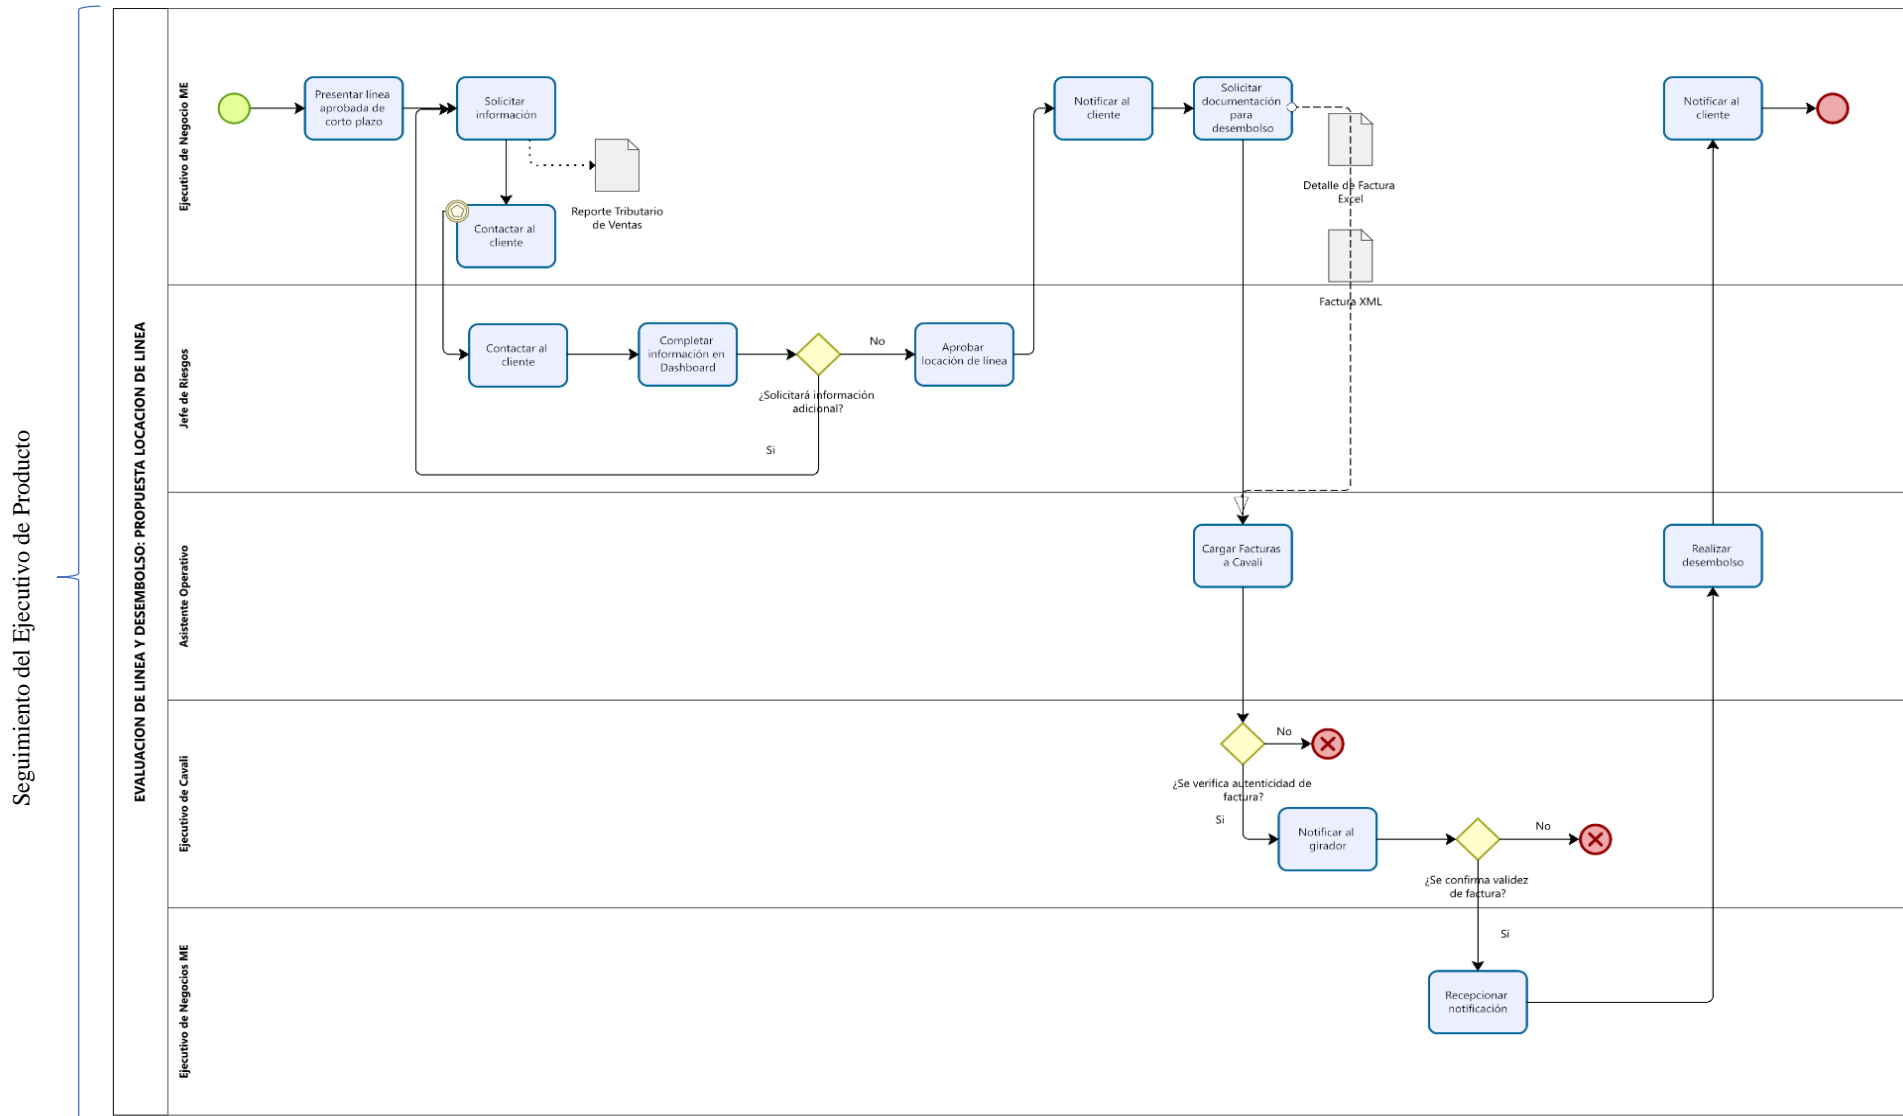 Seguimiento del Ejecutivo de Producto
EVALUACION DE LINEA Y DESEMBOLSO: PROPUESTA LOCACION DE LINEA
Ejecutivo de Negocio ME
Presentar linea
aprobada de
corto plazo
Solicitar
información
Reporte Tributario
de Ventas
Contactar al
cliente
Notificar al
cliente
Solicitar
documentación
para
desembolso
Detalle de Factura
Excel
Factura XML
Notificar al
cliente
Jefe de Riesgos
Contactar al
cliente
Completar
información en
Dashboard
¿Solicitará información
adicional?
No
Si
Aprobar
locación de línea
Asistente Operativo
Cargar Facturas
a Cavali
Realizar
desembolso
Ejecutivo de Cavali
No
¿Se verifica autenticidad de
factura?
Si
Notificar al
girador
No
¿Se confirma validez
de factura?
Si
Ejecutivo de Negocios ME
Recepcionar
notificación